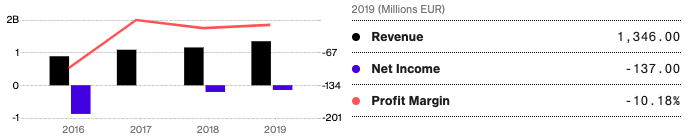 2B
1
0
-1
-67
-134
-201
2016
2017
2018
2019
2019 (Millions EUR)
Revenue 1,346.00
Net Income -137.00
Profit Margin -10.18%